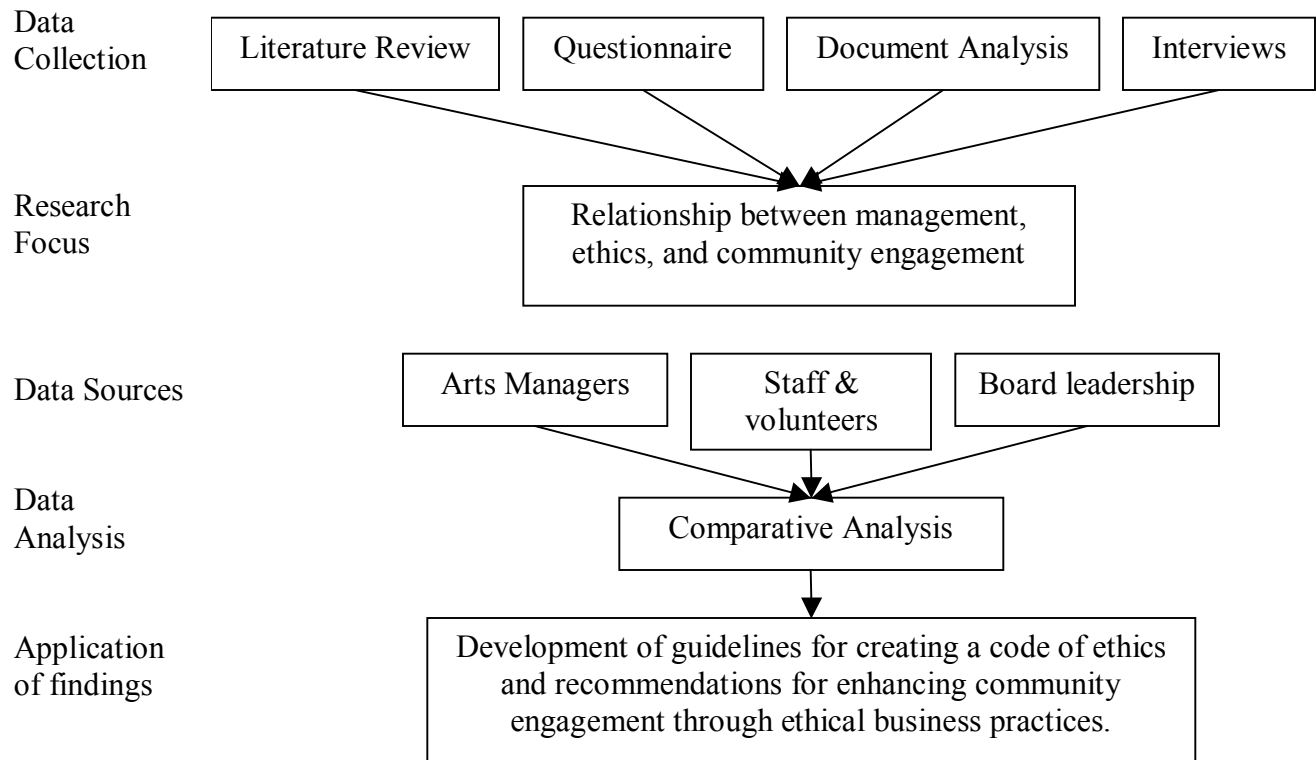 Data
Collection
Literature Review
Questionnaire
Document Analysis
Interviews
Research
Focus
Relationship between management,
ethics, and community engagement
Data Sources
Arts Managers
Staff &
volunteers
Board leadership
Data
Analysis
Comparative Analysis
Application
of findings
Development of guidelines for creating a code of ethics
and recommendations for enhancing community
engagement through ethical business practices.